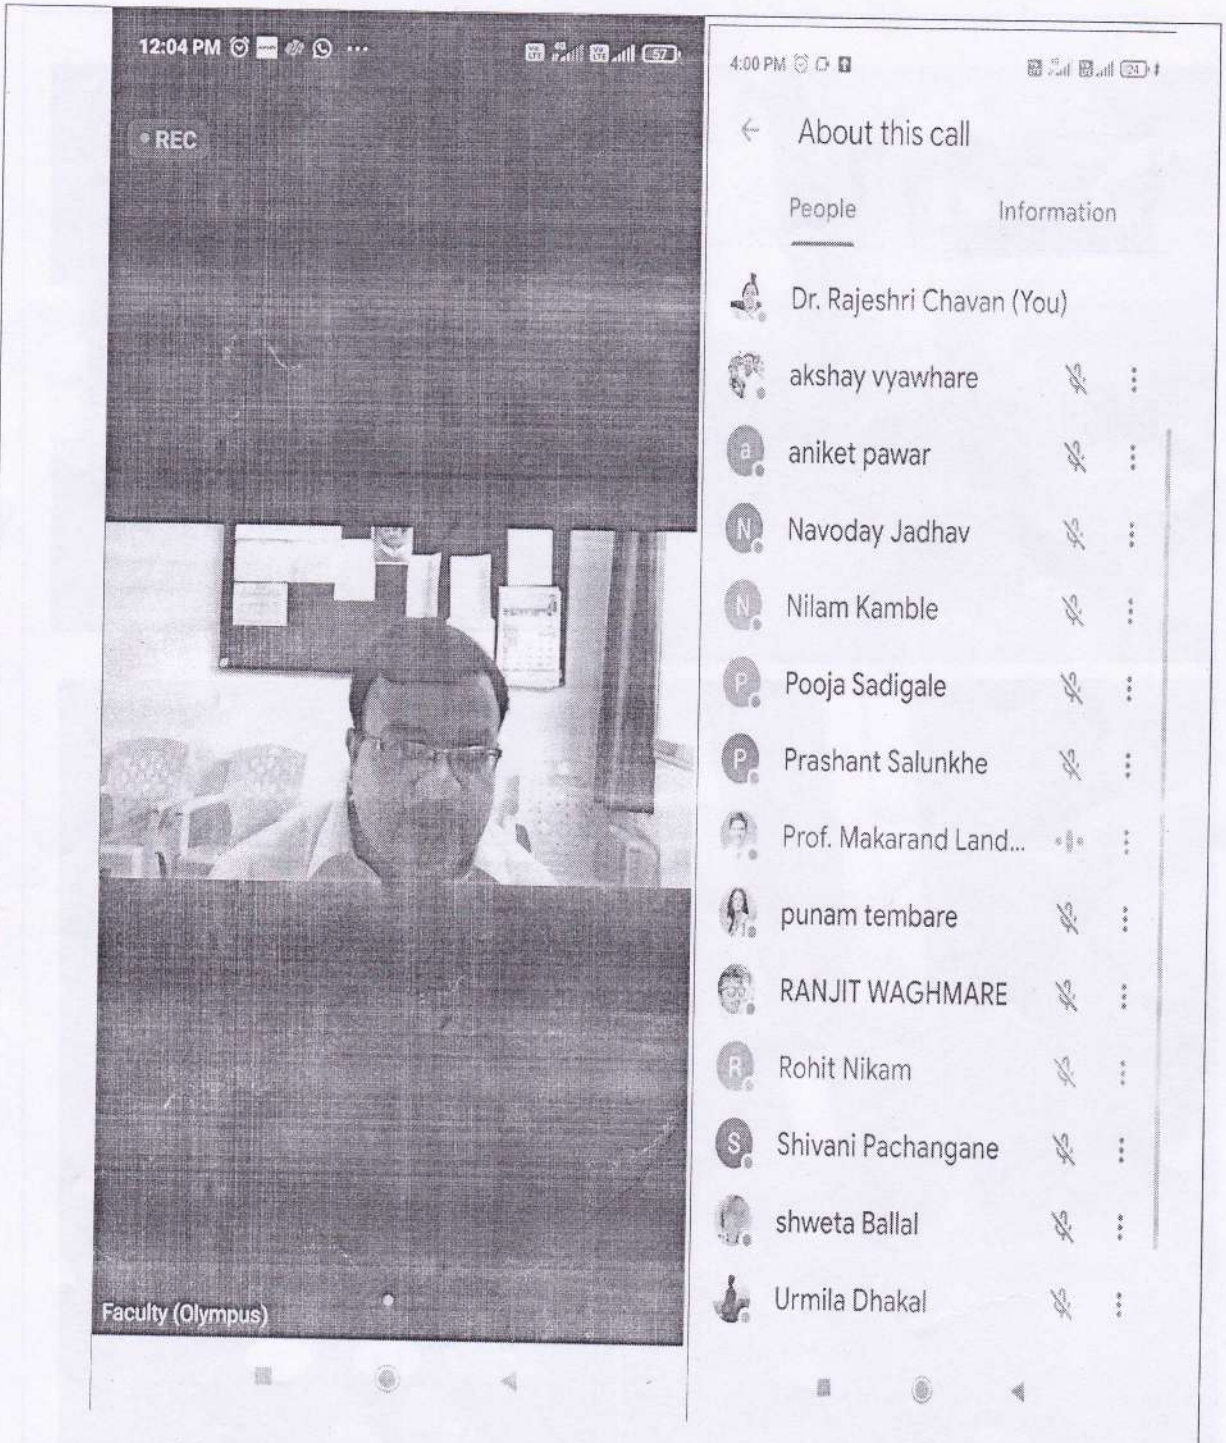 12:04 PM
57
• REC
Faculty (Olympus)
4:00 PM
24
About this call
People
Information
Dr. Rajeshri Chavan (You)
akshay vyawhare
a
aniket pawar
N
Navoday Jadhav
N
Nilam Kamble
P
Pooja Sadigale
P
Prashant Salunkhe
Prof. Makarand Land...
punam tembare
RANJIT WAGHMARE
R
Rohit Nikam
S
Shivani Pachangane
shweta Ballal
Urmila Dhakal